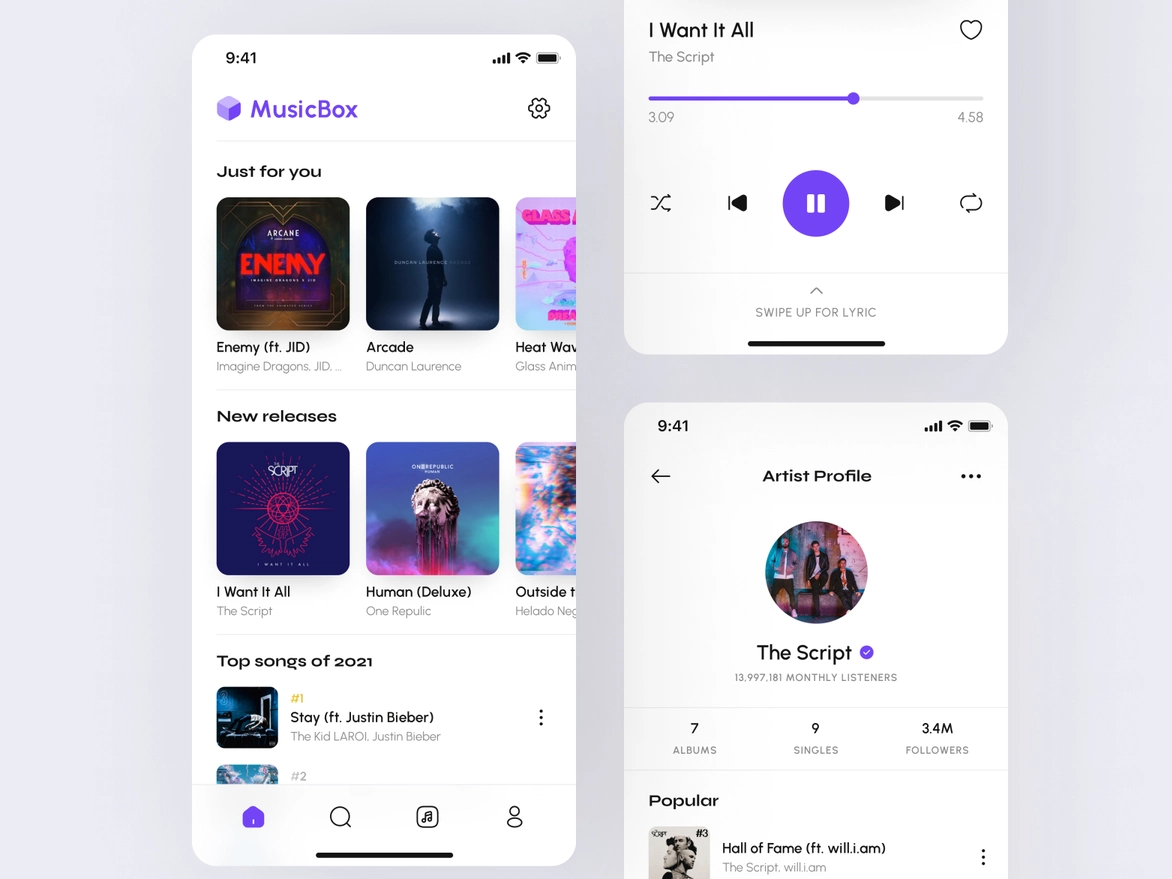 9:41
MusicBox
Just for you
ARCANE
ENEMY
IMAGINE DRAGONS X JID
DUNCAN LAURENCE ARCADE
GLASS A
Enemy (ft. JID)
Imagine Dragons, JID, ...
Arcade
Duncan Laurence
Heat Wav
Glass Anim
New releases
THE SCRIPT
I WANT IT ALL
ONEREPUBLIC
HUMAN
I Want It All
The Script
Human (Deluxe)
One Repulic
Outside t
Helado Neg
Top songs of 2021
#1
Stay (ft. Justin Bieber)
The Kid LAROI, Justin Bieber
#2
I Want It All
The Script
3.09
4.58
SWIPE UP FOR LYRIC
9:41
Artist Profile
The Script
13,997,181 MONTHLY LISTENERS
7
ALBUMS
9
SINGLES
3.4M
FOLLOWERS
Popular
SCRIPT
#3
Hall of Fame (ft. will.i.am)
The Script, will.i.am